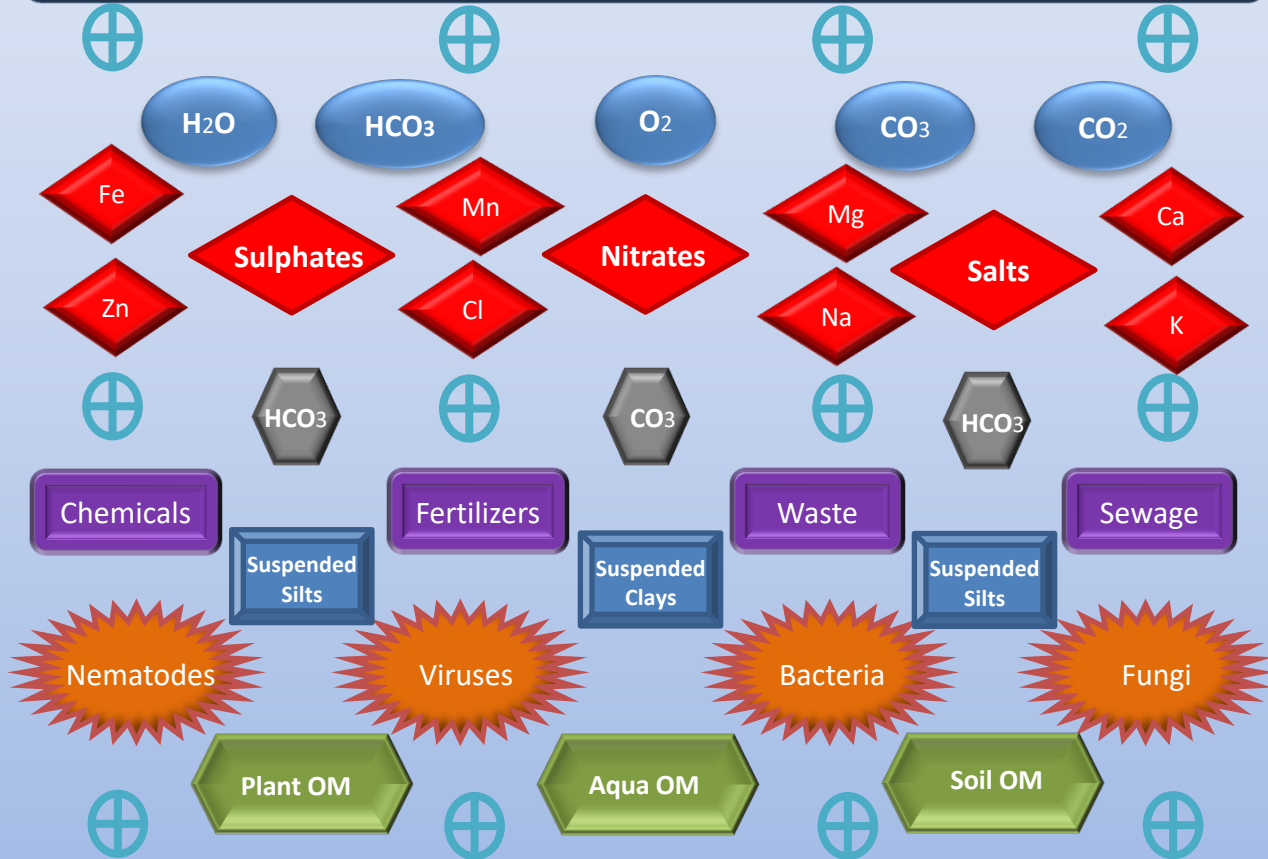 H2O HCO3 O2 CO3 CO2
Fe Mn Mg Ca
Sulphates Nitrates Salts
Zn Cl Na K
HCO3 CO3 HCO3
Chemicals Fertilizers Waste Sewage
Suspended Silts
Suspended Clays
Suspended Silts
Nematodes Viruses Bacteria Fungi
Plant OM Aqua OM Soil OM